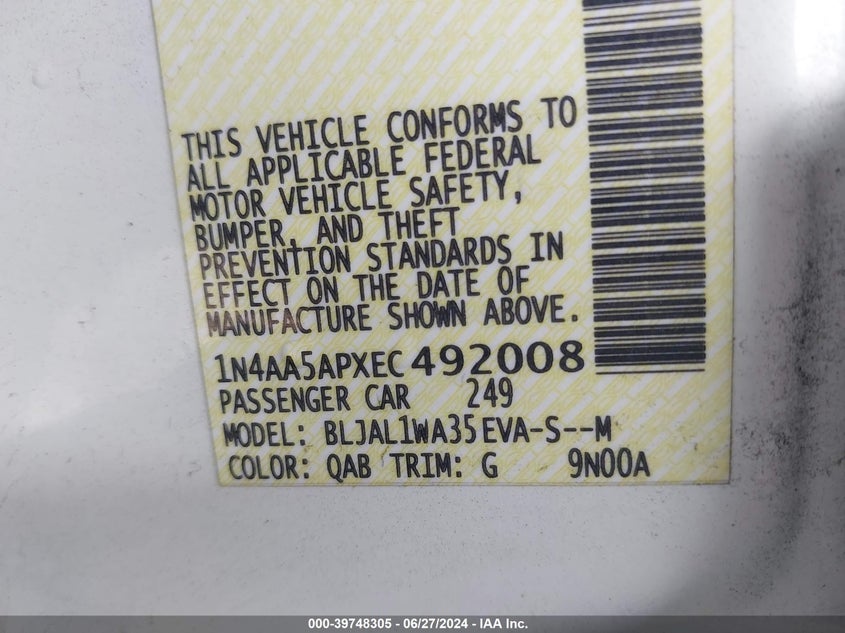 THIS VEHICLE CONFORMS TO
ALL APPLICABLE FEDERAL
MOTOR VEHICLE SAFETY,
BUMPER, AND THEFT
PREVENTION STANDARDS IN
EFFECT ON THE DATE OF
MANUFACTURE SHOWN ABOVE.
1N4AA5APXEC492008
PASSENGER CAR 249
MODEL: BLJAL1WA35EVA-S--M
COLOR: QAB TRIM: G 9N00A
000-39748305 - 06/27/2024 - IAA Inc.